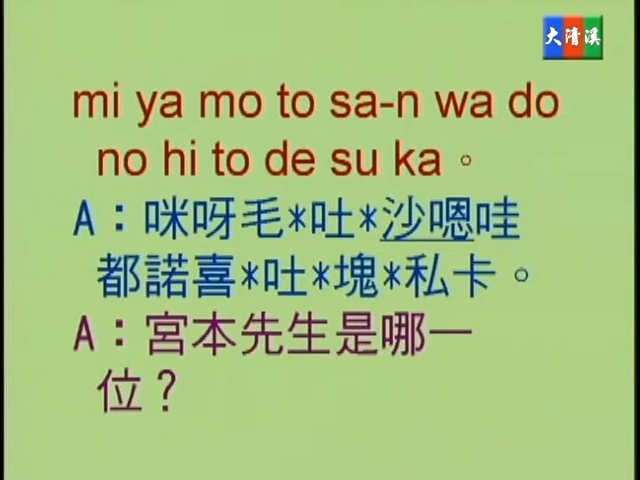 大清溪
mi ya mo to sa-n wa do
no hi to de su ka。
A：咪呀毛*吐*沙嗯哇
都諾喜*吐*塊*私卡。
A：宮本先生是哪一
位？